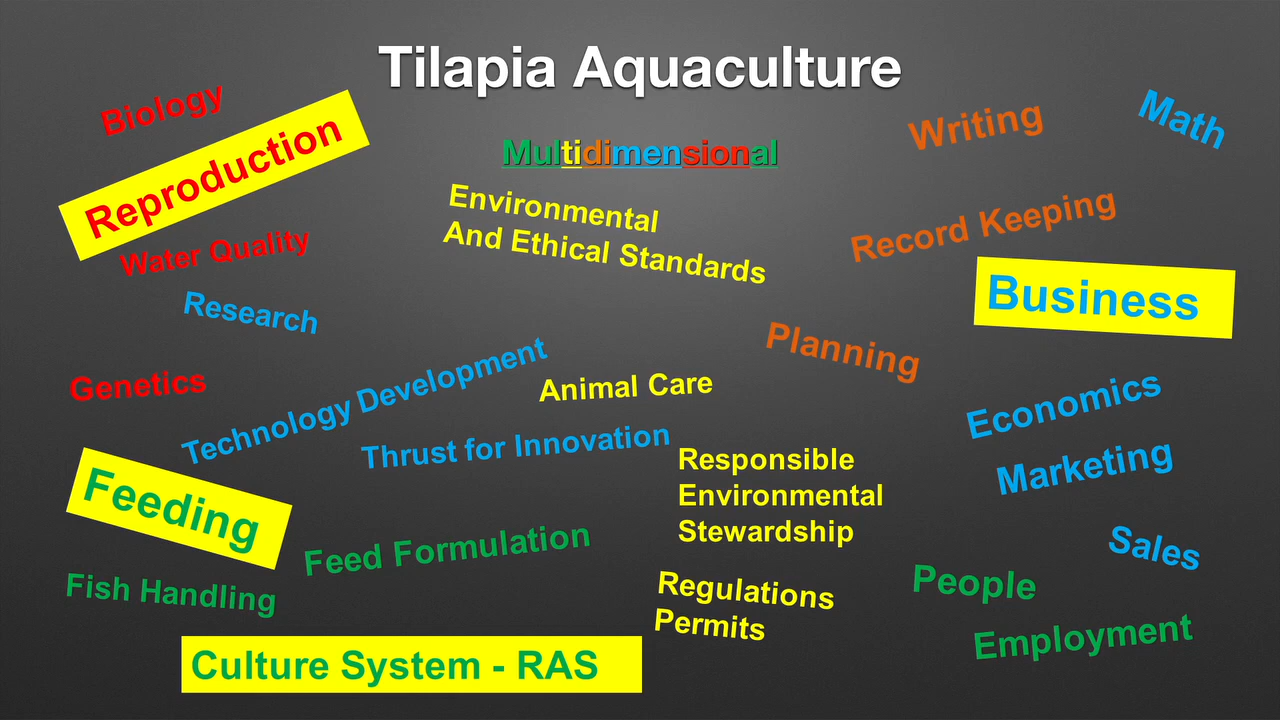 Tilapia Aquaculture
Multidimensional
Biology
Reproduction
Water Quality
Research
Genetics
Technology Development
Thrust for Innovation
Environmental
And Ethical Standards
Animal Care
Writing
Math
Record Keeping
Business
Planning
Economics
Marketing
Sales
Responsible
Environmental
Stewardship
Feeding
Feed Formulation
Fish Handling
Regulations
Permits
People
Employment
Culture System - RAS